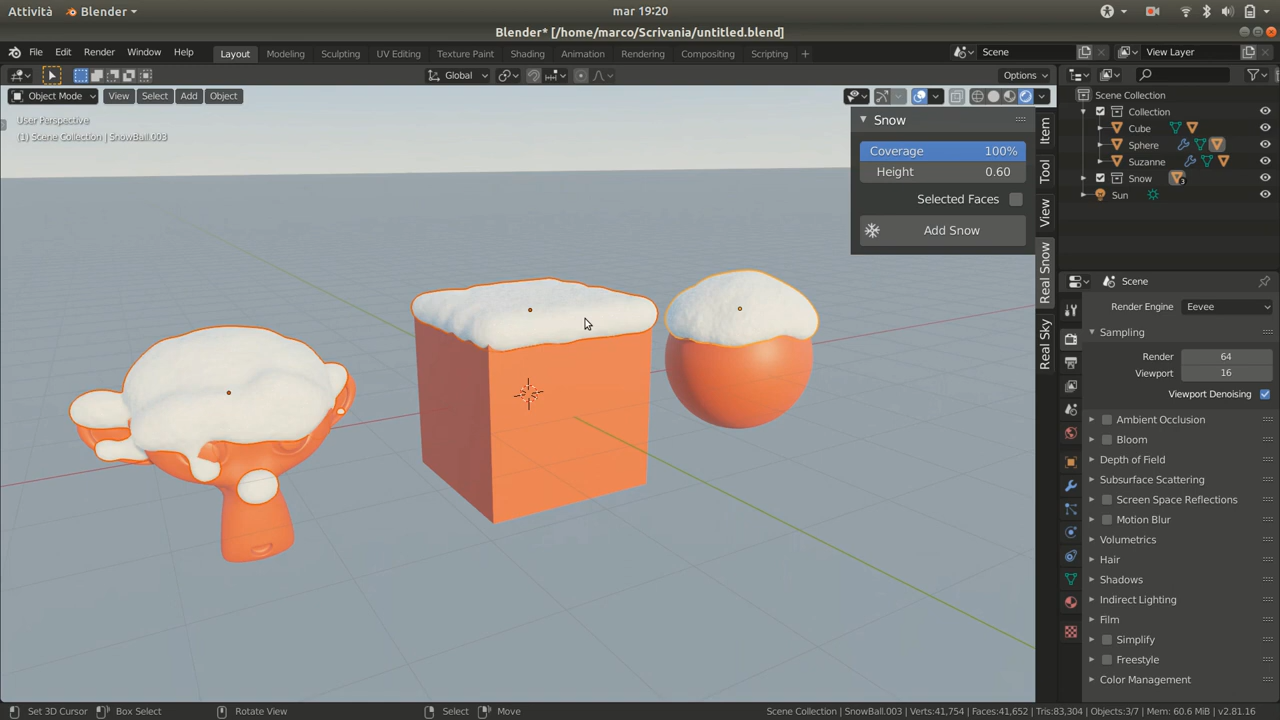 Attività Blender mar 19:20
Blender* [/home/marco/Scrivania/untitled.blend]
File Edit Render Window Help Layout Modeling Sculpting UV Editing Texture Paint Shading Animation Rendering Compositing Scripting + Scene View Layer
Global Options
Object Mode View Select Add Object
User Perspective
(1) Scene Collection | SnowBall.003
Snow
Coverage 100%
Height 0.60
Selected Faces
Add Snow
Item
Tool
View
Real Snow
Real Sky
Scene Collection
Collection
Cube
Sphere
Suzanne
Snow 3
Sun
Scene
Render Engine Eevee
Sampling
Render 64
Viewport 16
Viewport Denoising
Ambient Occlusion
Bloom
Depth of Field
Subsurface Scattering
Screen Space Reflections
Motion Blur
Volumetrics
Hair
Shadows
Indirect Lighting
Film
Simplify
Freestyle
Color Management
Set 3D Cursor Box Select Rotate View Select Move Scene Collection | SnowBall.003 | Verts:41,754 | Faces:41,652 | Tris:83,304 | Objects:3/7 | Mem: 60.6 MiB | v2.81.16